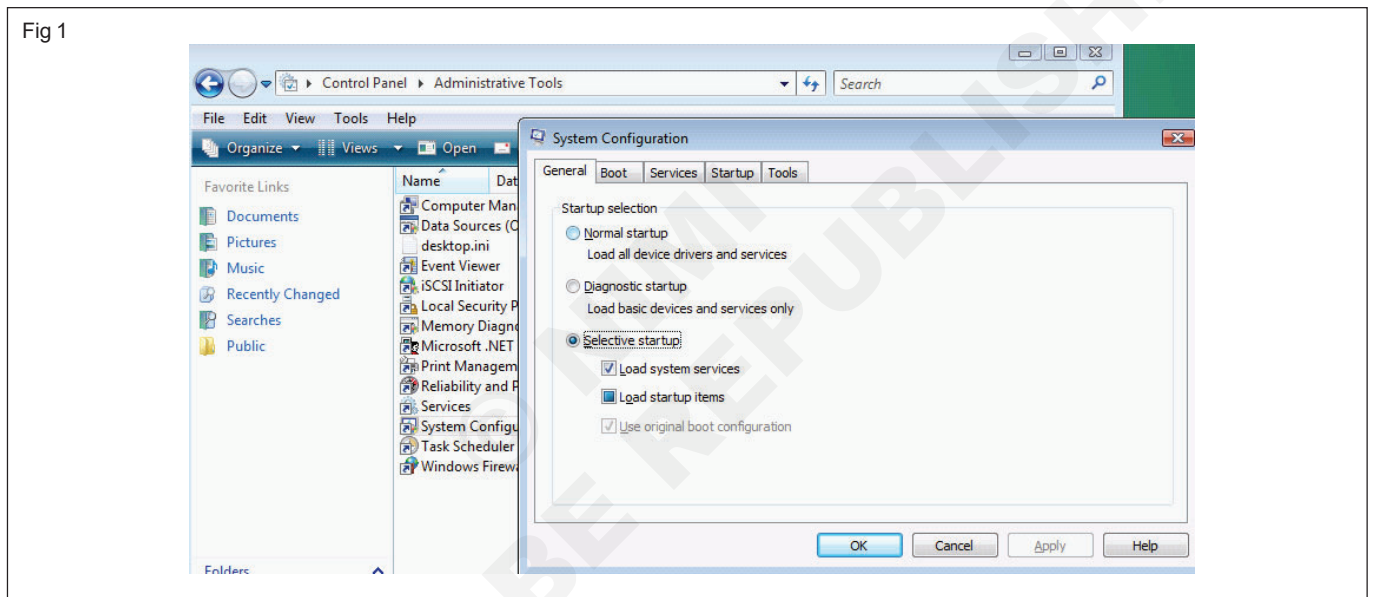 Fig 1
Control Panel Administrative Tools
Search
File Edit View Tools Help
Organize Views Open
Favorite Links
Documents
Pictures
Music
Recently Changed
Searches
Public
Folders
Name Dat
Computer Man
Data Sources (O
desktop.ini
Event Viewer
iSCSI Initiator
Local Security P
Memory Diagno
Microsoft .NET
Print Managem
Reliability and P
Services
System Configu
Task Scheduler
Windows Firewa
System Configuration
General Boot Services Startup Tools
Startup selection
Normal startup
Load all device drivers and services
Diagnostic startup
Load basic devices and services only
Selective startup
Load system services
Load startup items
Use original boot configuration
OK Cancel Apply Help
© NIMI
BE REPUBLISH